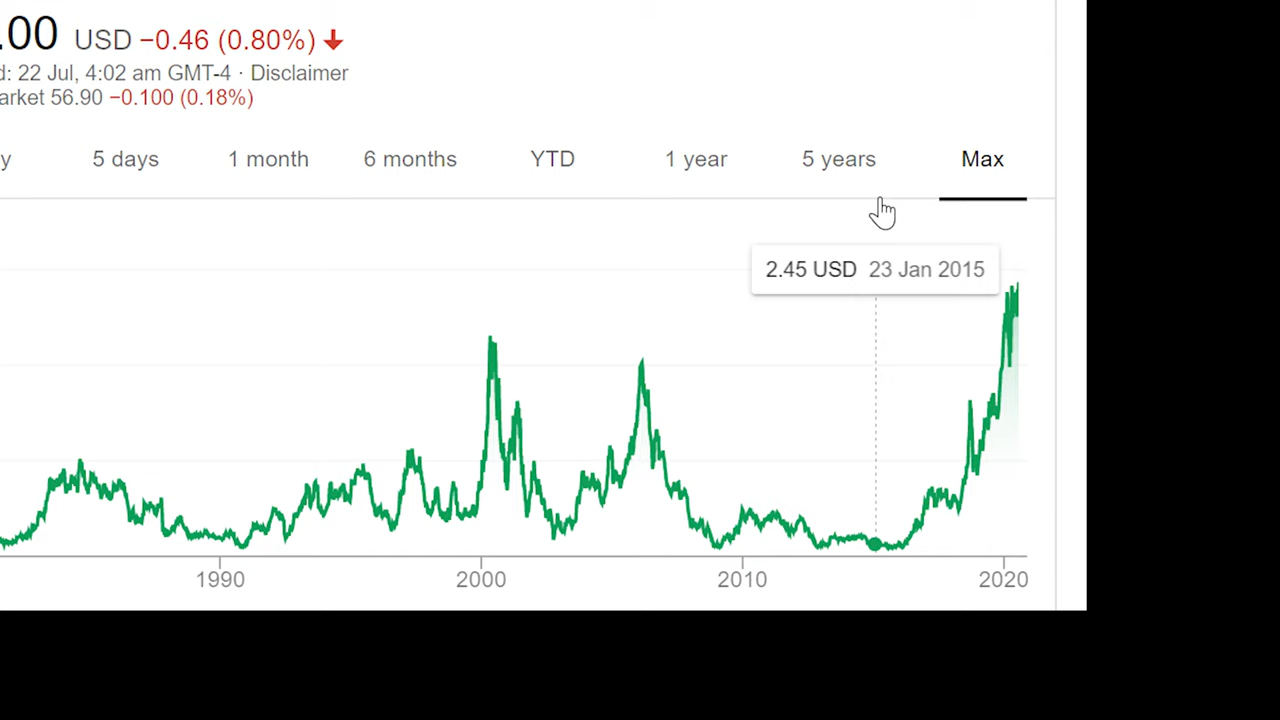 .00 USD −0.46 (0.80%)
d: 22 Jul, 4:02 am GMT-4 · Disclaimer
arket 56.90 −0.100 (0.18%)
y 5 days 1 month 6 months YTD 1 year 5 years Max
2.45 USD 23 Jan 2015
1990 2000 2010 2020